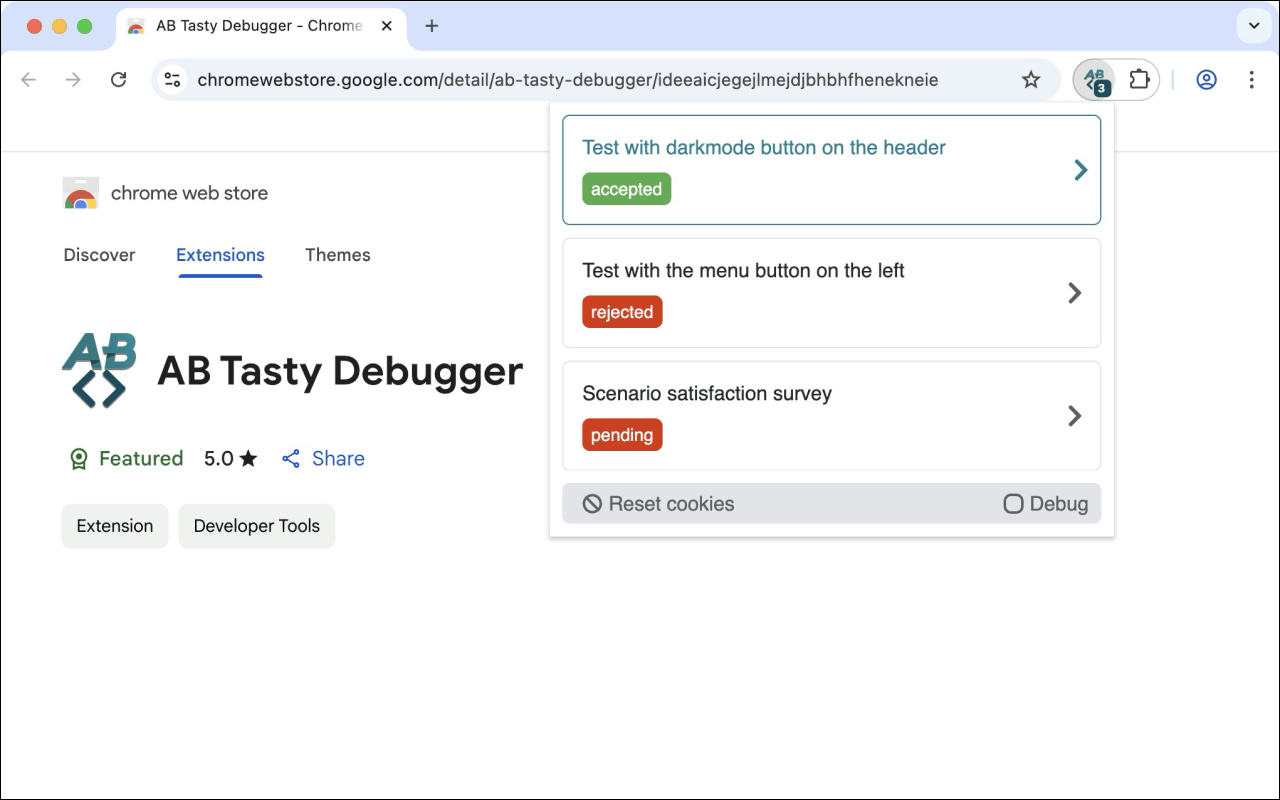 AB Tasty Debugger - Chrome
chromewebstore.google.com/detail/ab-tasty-debugger/ideeaicjegejlmejdjbhbhfhenekneie
AB
3
chrome web store
Discover Extensions Themes
AB
AB Tasty Debugger
Featured 5.0 Share
Extension Developer Tools
Test with darkmode button on the header
accepted
Test with the menu button on the left
rejected
Scenario satisfaction survey
pending
Reset cookies Debug